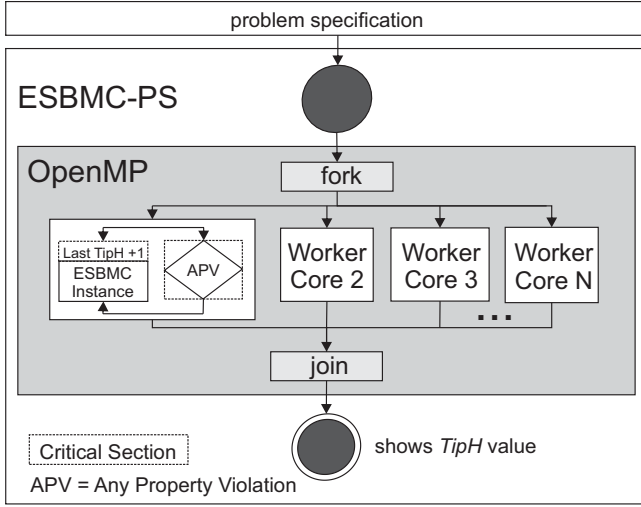 problem specification
ESBMC-PS
OpenMP
fork
Last TipH +1
ESBMC
Instance
APV
Worker
Core 2
Worker
Core 3
Worker
Core N
...
join
Critical Section
shows TipH value
APV = Any Property Violation